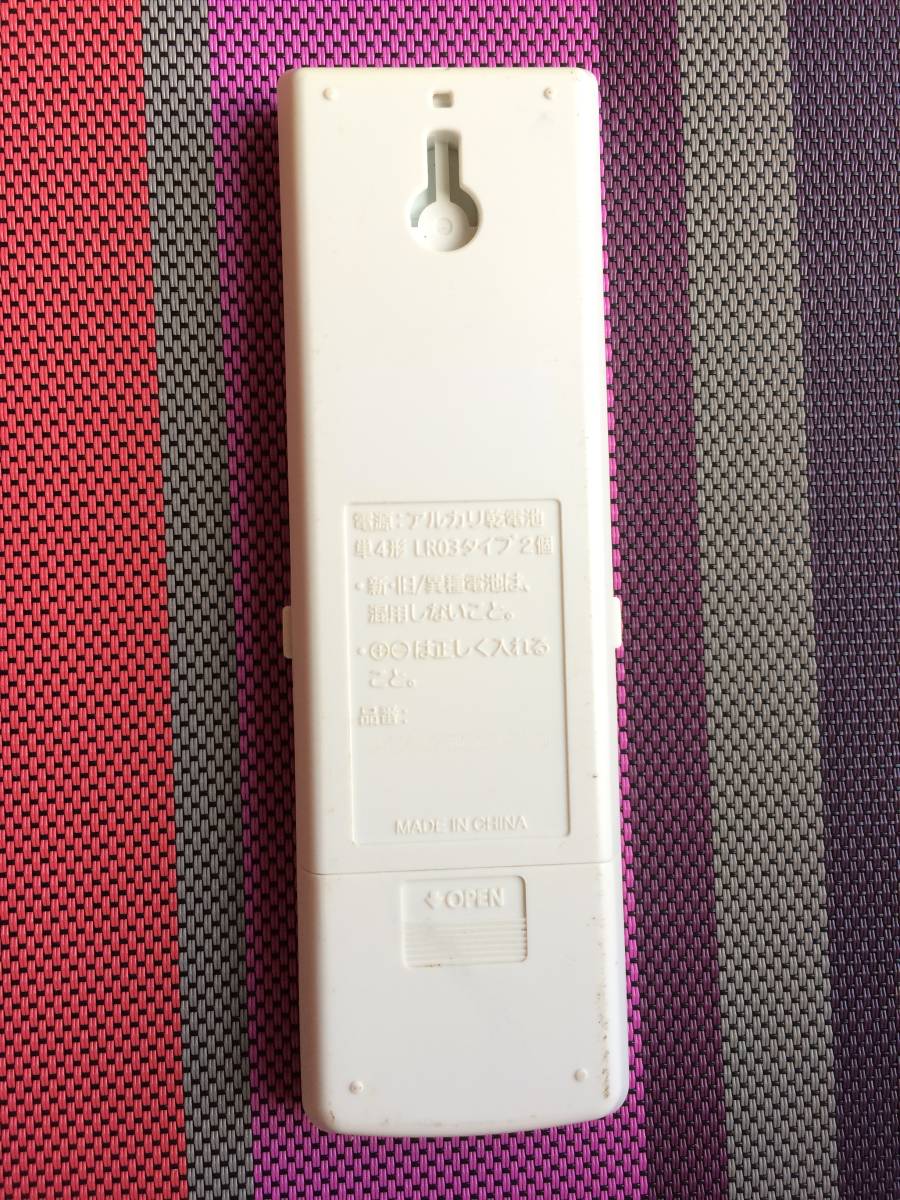 電源:アルカリ乾電池
単4形 LR03タイプ2個
・新・旧/異種電池は、
混用しないこと。
・⊕⊖は正しく入れる
こと。
品番:
MADE IN CHINA
OPEN